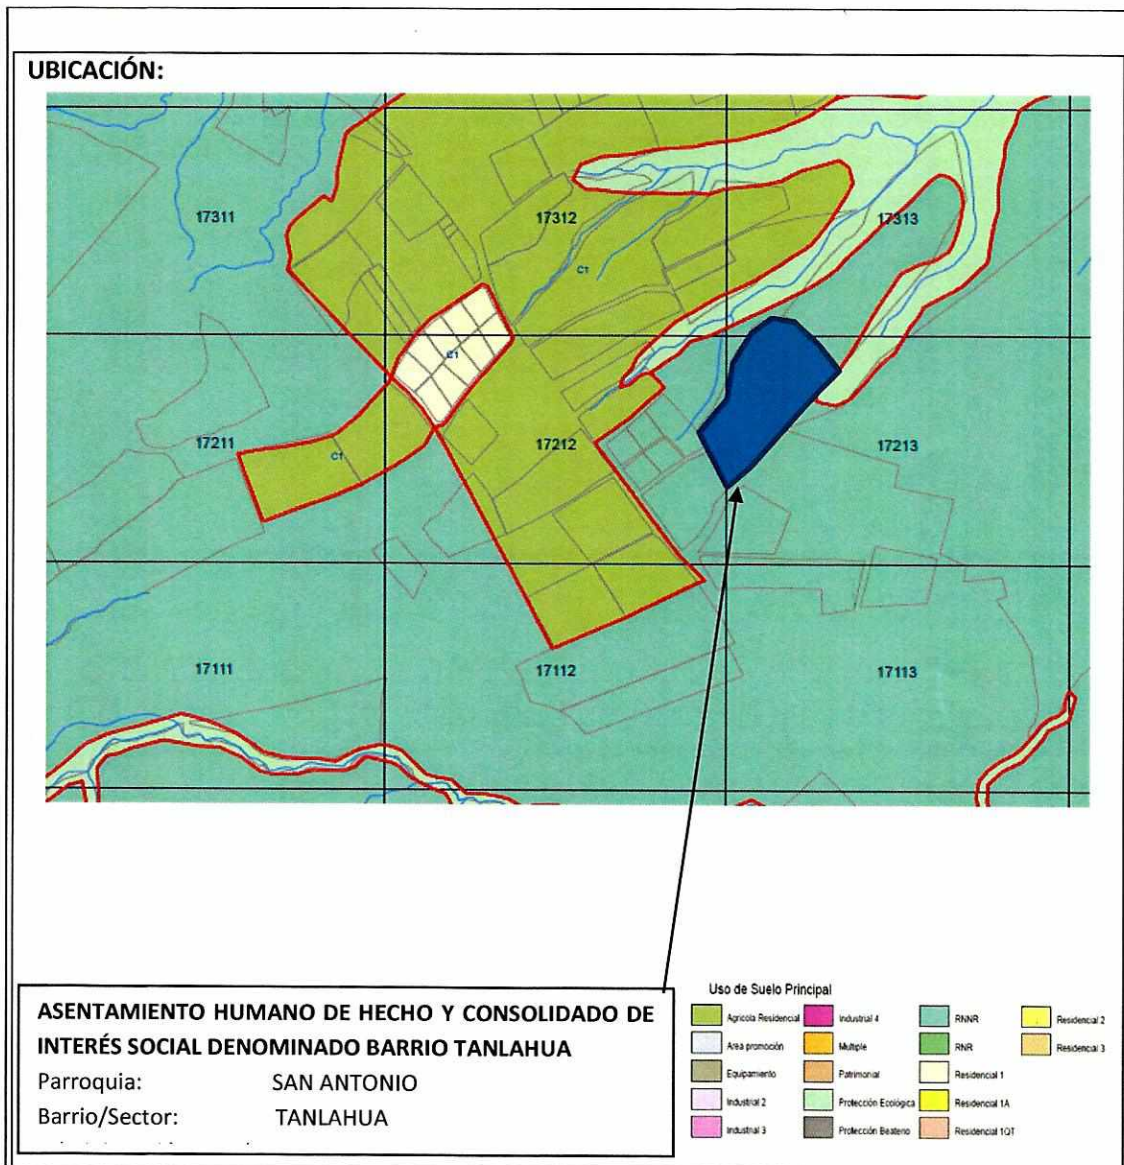 UBICACIÓN:
17311
17312
17313
C1
C1
17211
17212
17213
C1
17111
17112
17113
ASENTAMIENTO HUMANO DE HECHO Y CONSOLIDADO DE
INTERÉS SOCIAL DENOMINADO BARRIO TANLAHUA
Parroquia: SAN ANTONIO
Barrio/Sector: TANLAHUA
Uso de Suelo Principal
Agricola Residencial
Industrial 4
RNNR
Residencial 2
Area promoción
Multiple
RNR
Residencial 3
Equipamiento
Patrimonial
Residencial 1
Industrial 2
Protección Ecológica
Residencial 1A
Industrial 3
Protección Beaterio
Residencial 1QT